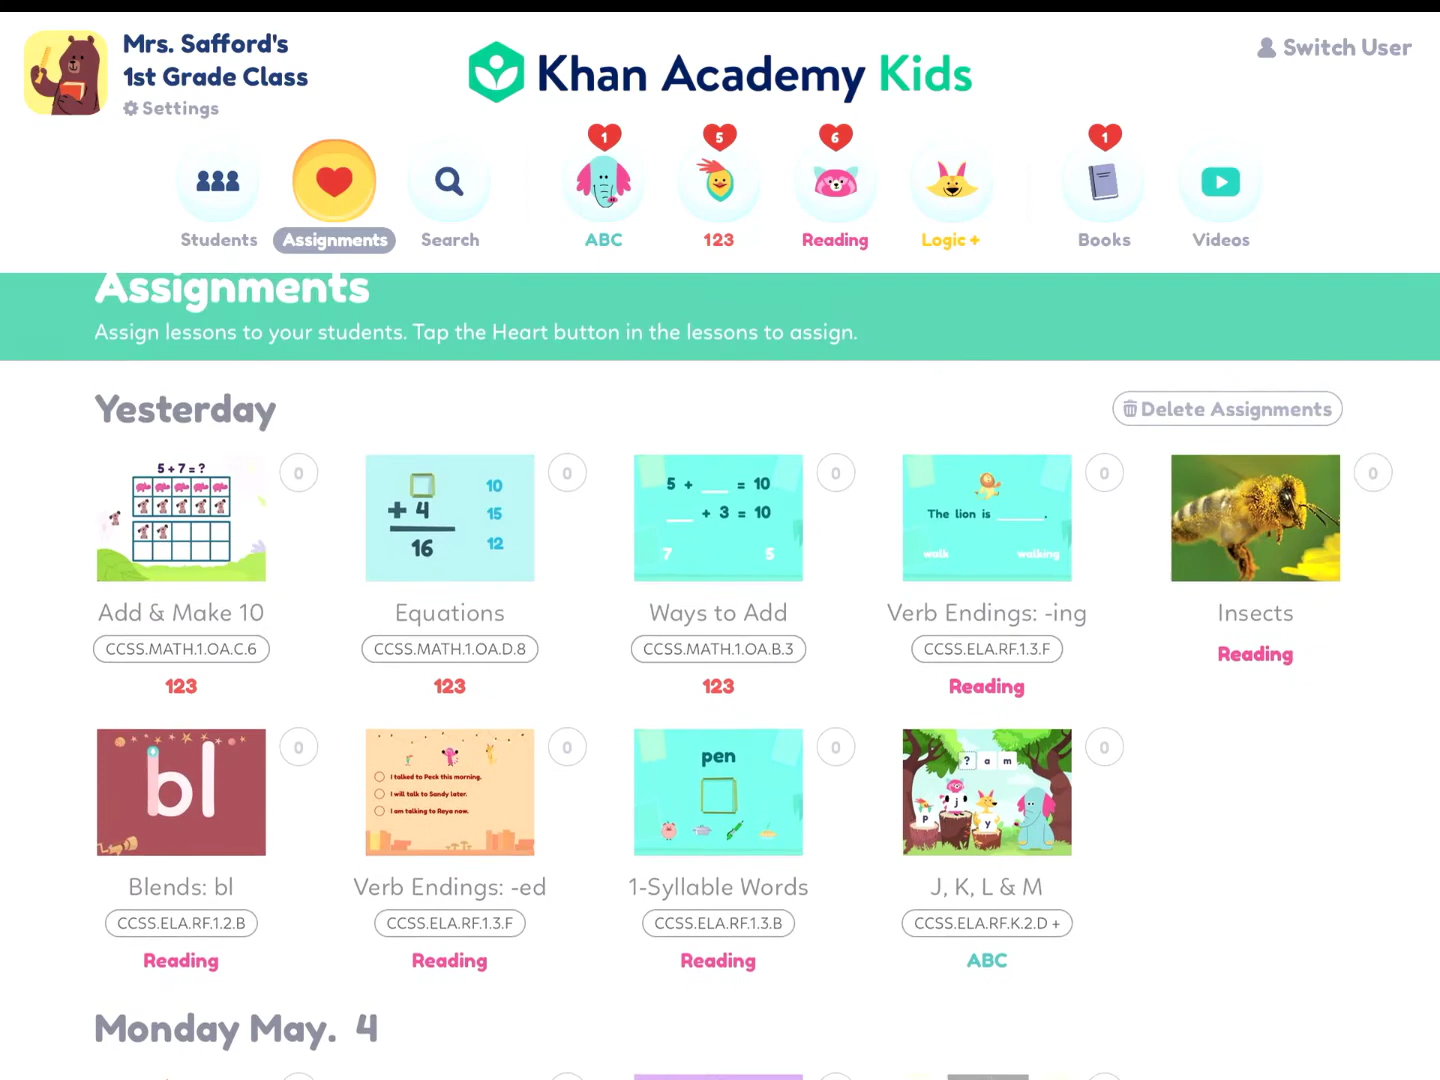 Mrs. Safford's
1st Grade Class
Settings
Khan Academy Kids
Switch User
1
5
6
1
Students
Assignments
Search
ABC
123
Reading
Logic +
Books
Videos
Assignments
Assign lessons to your students. Tap the Heart button in the lessons to assign.
Yesterday
Delete Assignments
5 + 7 = ?
0
+ 4
16
10
15
12
0
5 + __ = 10
__ + 3 = 10
7 5
0
The lion is ______.
walk walking
0
0
Add & Make 10
CCSS.MATH.1.OA.C.6
123
Equations
CCSS.MATH.1.OA.D.8
123
Ways to Add
CCSS.MATH.1.OA.B.3
123
Verb Endings: -ing
CCSS.ELA.RF.1.3.F
Reading
Insects
Reading
bl
0
I talked to Peck this morning.
I will talk to Sandy later.
I am talking to Reya now.
0
pen
0
? a m
j
p
y
0
Blends: bl
CCSS.ELA.RF.1.2.B
Reading
Verb Endings: -ed
CCSS.ELA.RF.1.3.F
Reading
1-Syllable Words
CCSS.ELA.RF.1.3.B
Reading
J, K, L & M
CCSS.ELA.RF.K.2.D +
ABC
Monday May. 4